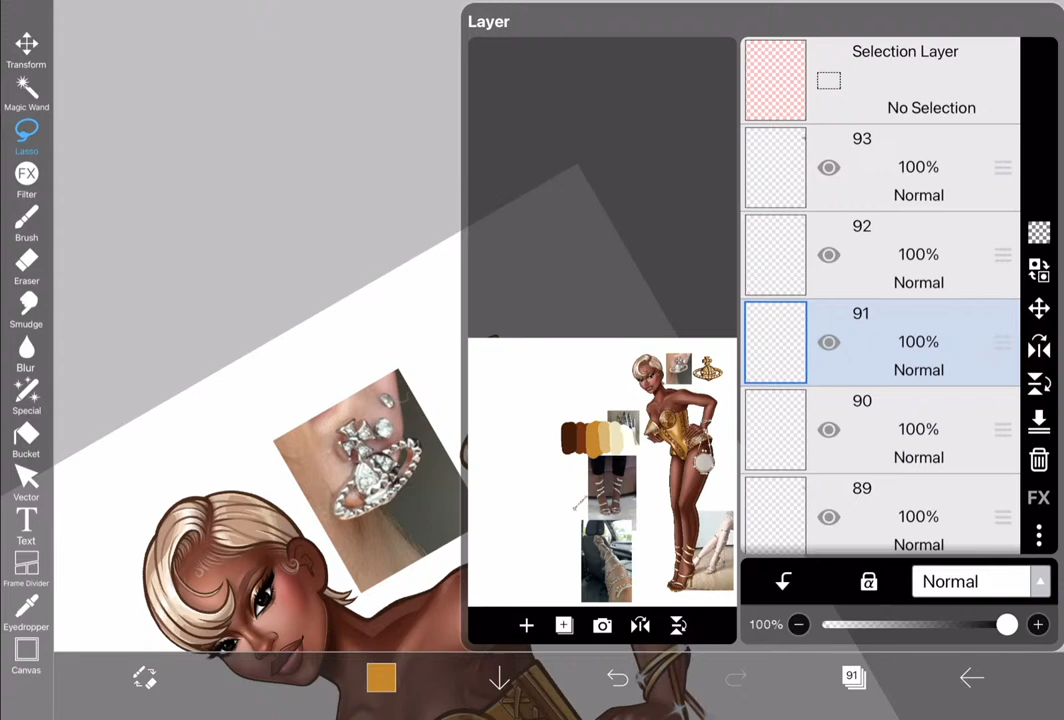 Transform
Magic Wand
Lasso
FX
Filter
Brush
Eraser
Smudge
Blur
Special
Bucket
Vector
T
Text
Frame Divider
Eyedropper
Canvas
Layer
Selection Layer
No Selection
93
100%
Normal
92
100%
Normal
91
100%
Normal
90
100%
Normal
89
100%
Normal
FX
α
Normal
100%
91